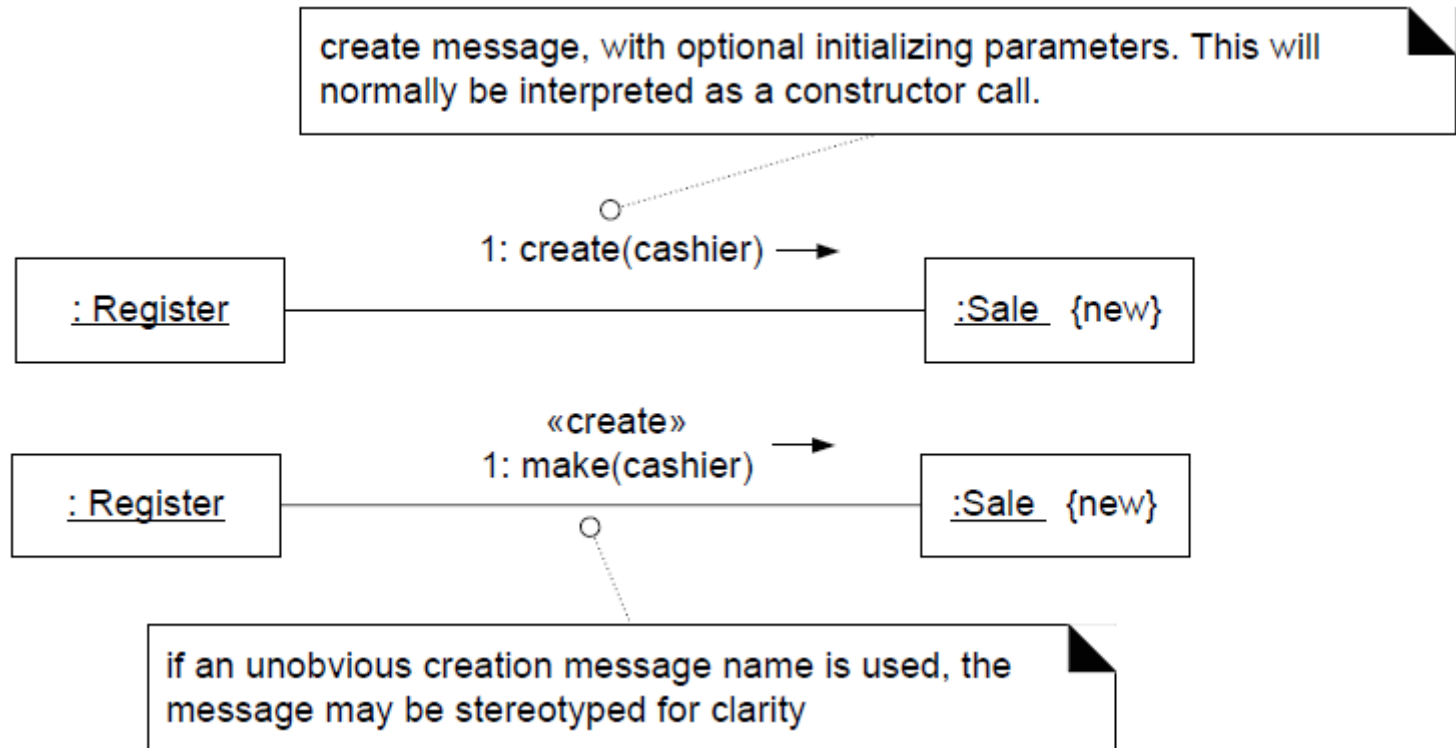 create message, with optional initializing parameters. This will
normally be interpreted as a constructor call.
1: create(cashier)
: Register
:Sale {new}
«create»
1: make(cashier)
: Register
:Sale {new}
if an unobvious creation message name is used, the
message may be stereotyped for clarity